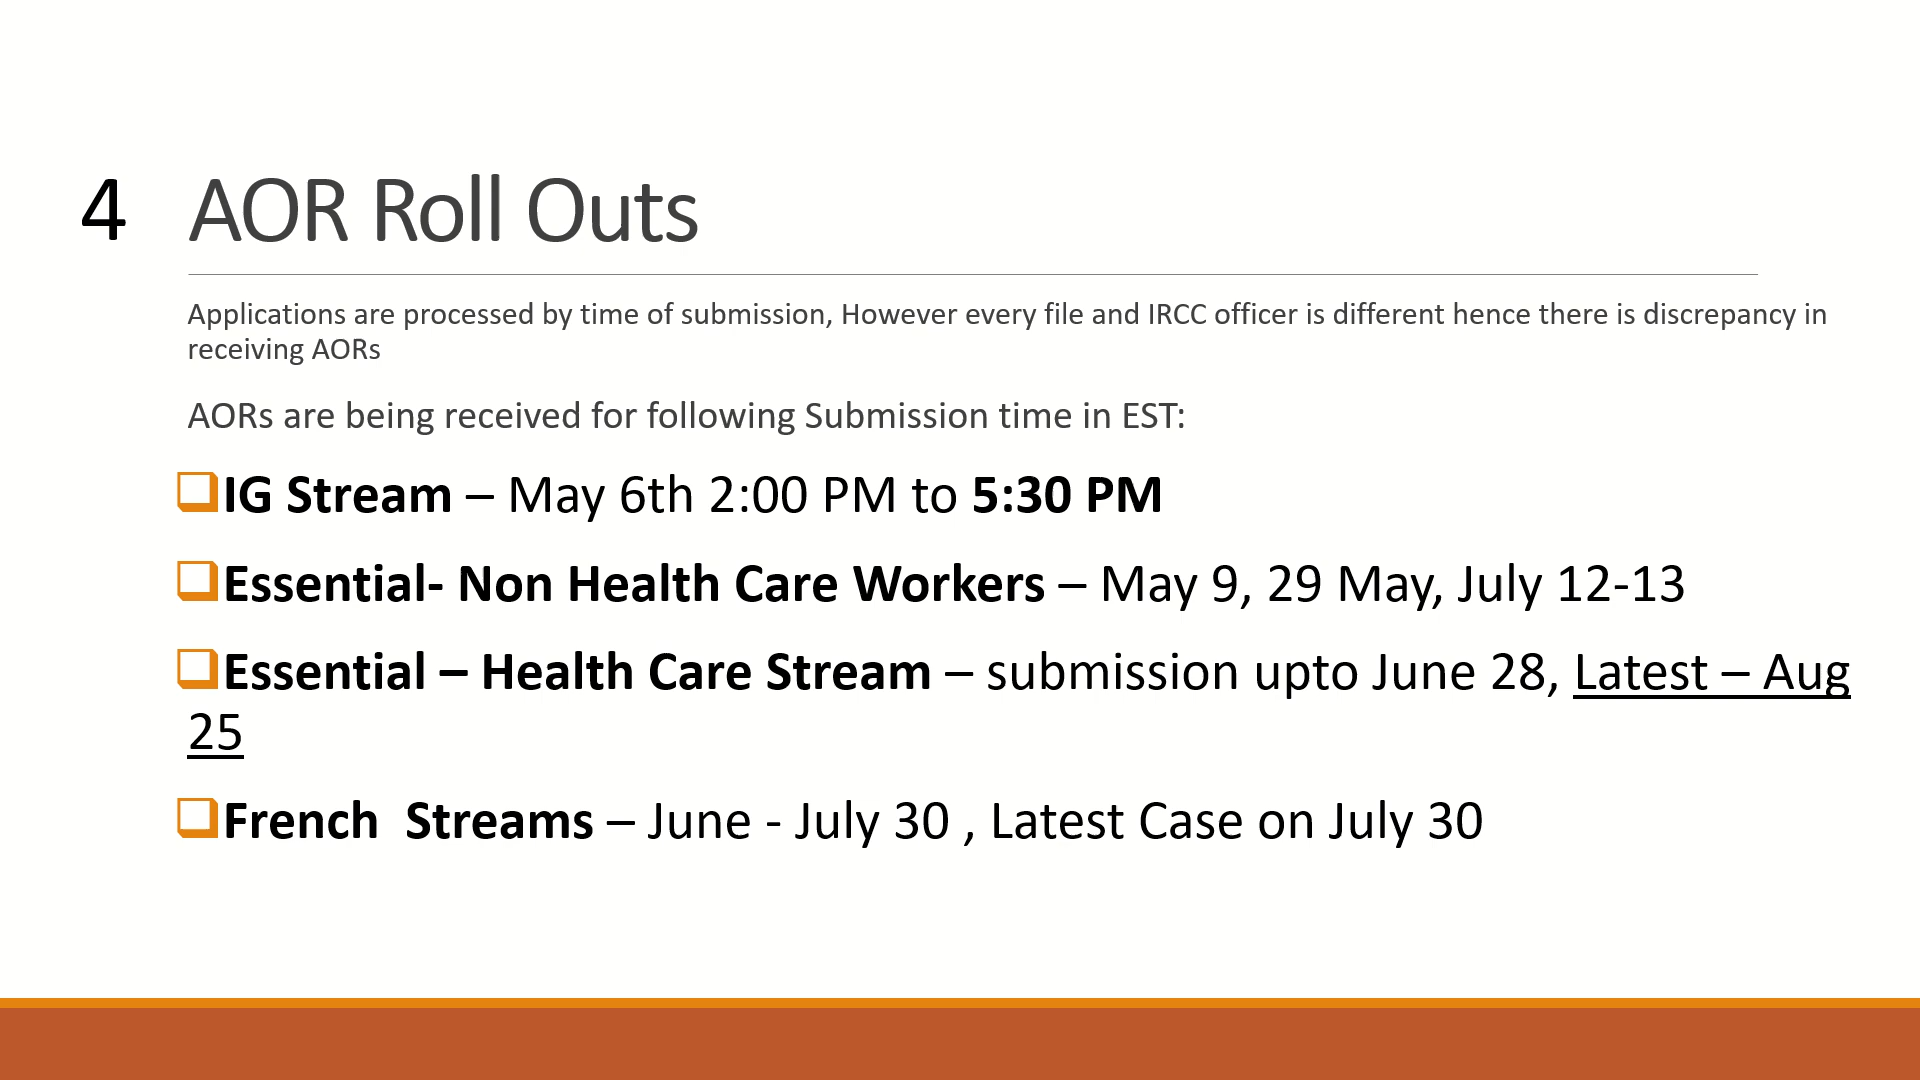 4 AOR Roll Outs
Applications are processed by time of submission, However every file and IRCC officer is different hence there is discrepancy in
receiving AORs
AORs are being received for following Submission time in EST:
IG Stream – May 6th 2:00 PM to 5:30 PM
Essential- Non Health Care Workers – May 9, 29 May, July 12-13
Essential – Health Care Stream – submission upto June 28, Latest – Aug
25
French  Streams – June - July 30 , Latest Case on July 30